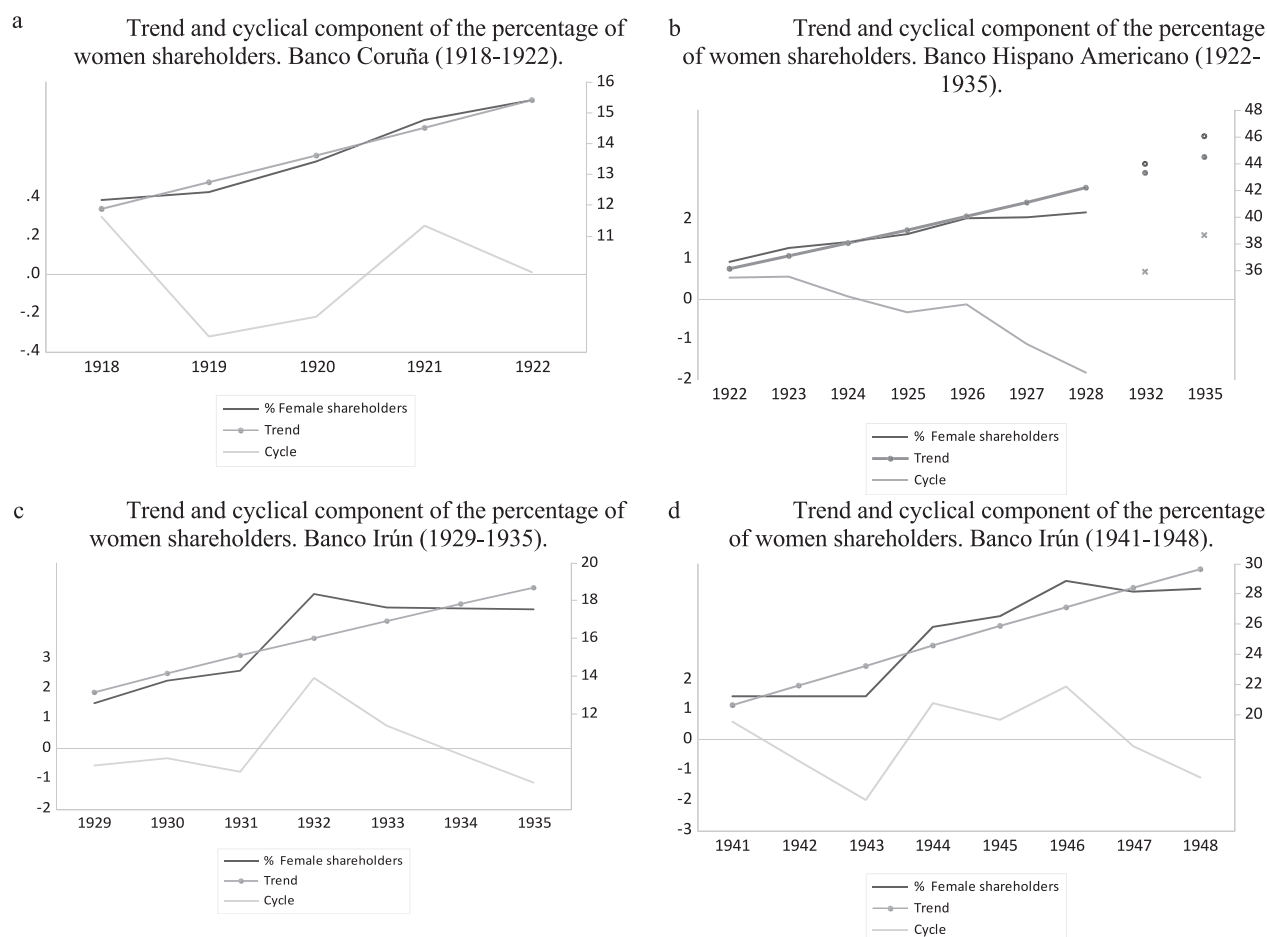 a
Trend and cyclical component of the percentage of
women shareholders. Banco Coruña (1918-1922).
16
15
14
13
12
11
.4
.2
.0
-.2
-.4
1918 1919 1920 1921 1922
% Female shareholders
Trend
Cycle
b
Trend and cyclical component of the percentage
of women shareholders. Banco Hispano Americano (1922-
1935).
48
46
44
42
40
38
36
2
1
0
-1
-2
1922 1923 1924 1925 1926 1927 1928 1932 1935
% Female shareholders
Trend
Cycle
c
Trend and cyclical component of the percentage of
women shareholders. Banco Irún (1929-1935).
20
18
16
14
12
3
2
1
0
-1
-2
1929 1930 1931 1932 1933 1934 1935
% Female shareholders
Trend
Cycle
d
Trend and cyclical component of the percentage
of women shareholders. Banco Irún (1941-1948).
30
28
26
24
22
20
2
1
0
-1
-2
-3
1941 1942 1943 1944 1945 1946 1947 1948
% Female shareholders
Trend
Cycle